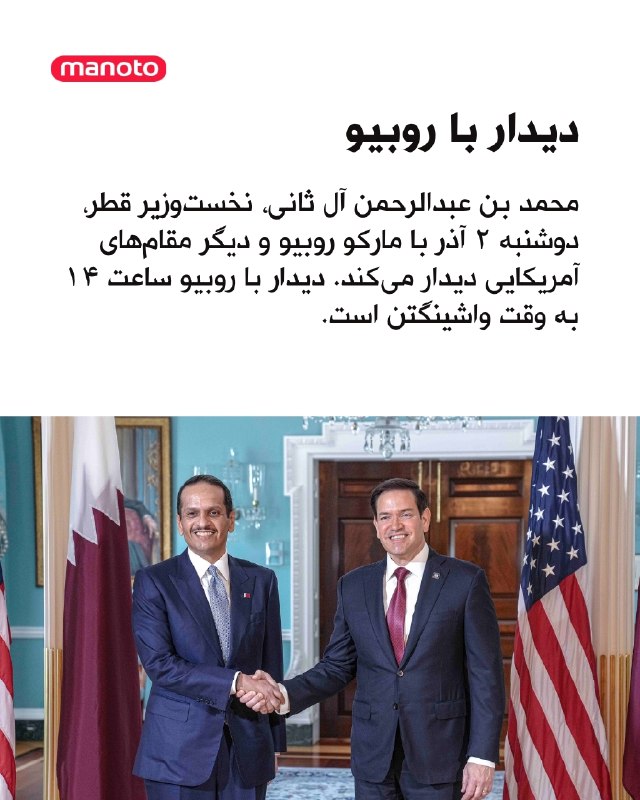 manoto
دیدار با روبیو
محمد بن عبدالرحمن آل ثانی، نخست‌وزیر قطر،
دوشنبه ۲ آذر با مارکو روبیو و دیگر مقام‌های
آمریکایی دیدار می‌کند. دیدار با روبیو ساعت ۱۴
به وقت واشینگتن است.